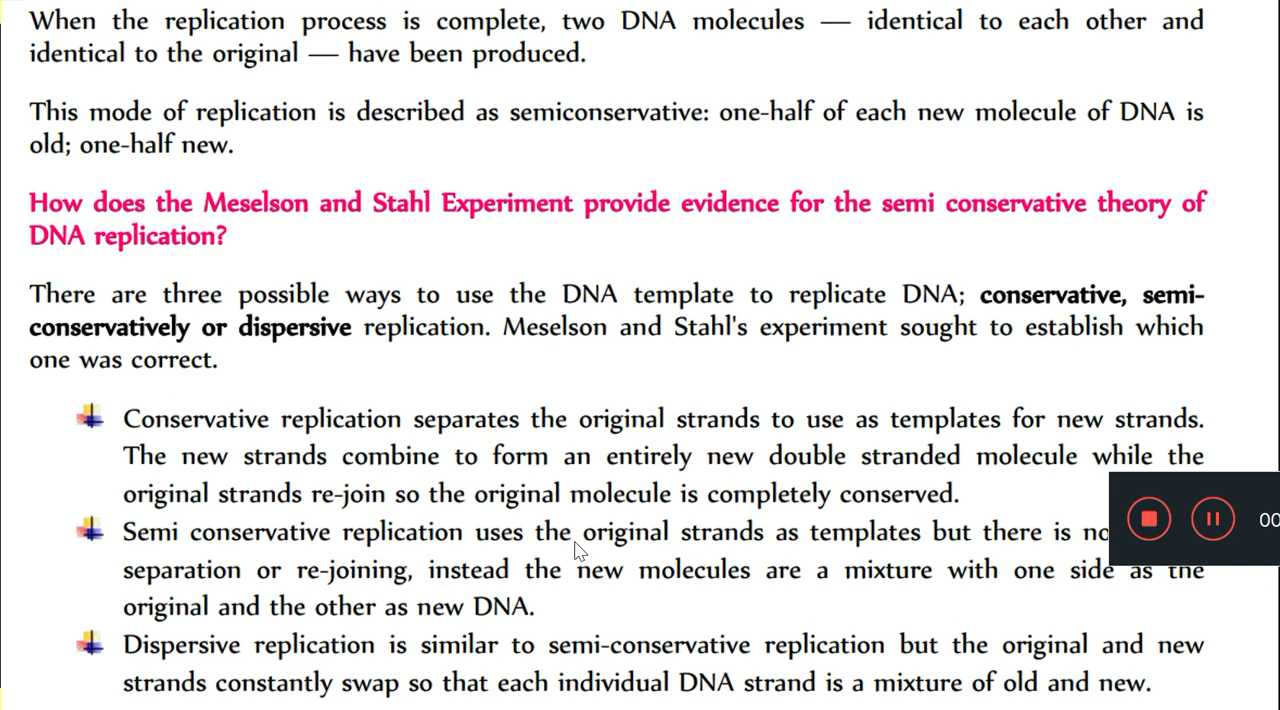 When the replication process is complete, two DNA molecules — identical to each other and
identical to the original — have been produced.
This mode of replication is described as semiconservative: one-half of each new molecule of DNA is
old; one-half new.
How does the Meselson and Stahl Experiment provide evidence for the semi conservative theory of
DNA replication?
There are three possible ways to use the DNA template to replicate DNA; conservative, semi-
conservatively or dispersive replication. Meselson and Stahl's experiment sought to establish which
one was correct.
Conservative replication separates the original strands to use as templates for new strands.
The new strands combine to form an entirely new double stranded molecule while the
original strands re-join so the original molecule is completely conserved.
Semi conservative replication uses the original strands as templates but there is no
separation or re-joining, instead the new molecules are a mixture with one side as the
original and the other as new DNA.
Dispersive replication is similar to semi-conservative replication but the original and new
strands constantly swap so that each individual DNA strand is a mixture of old and new.
00